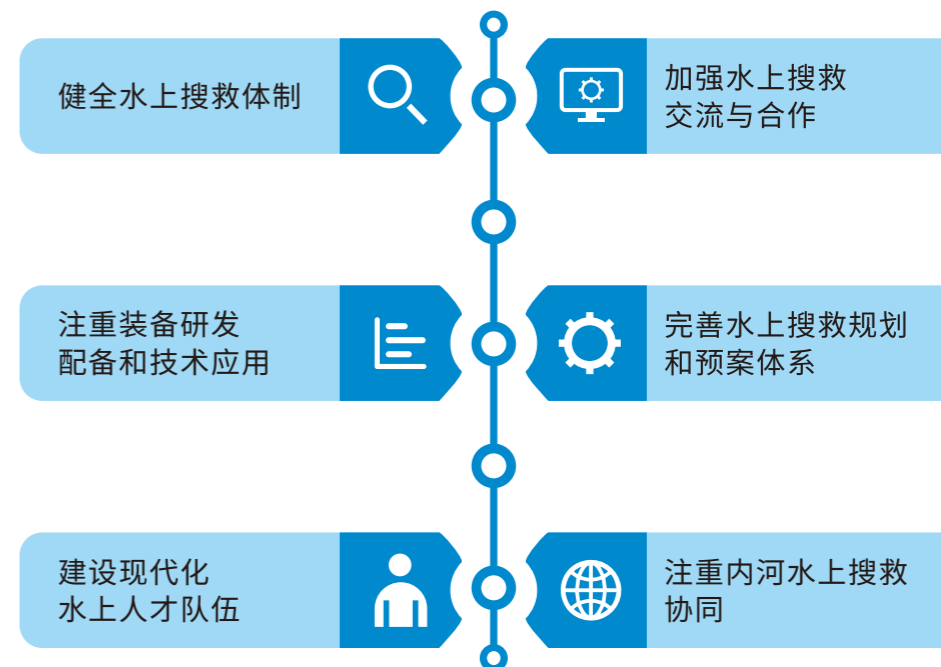 健全水上搜救体制
加强水上搜救
交流与合作
注重装备研发
配备和技术应用
完善水上搜救规划
和预案体系
建设现代化
水上人才队伍
注重内河水上搜救
协同